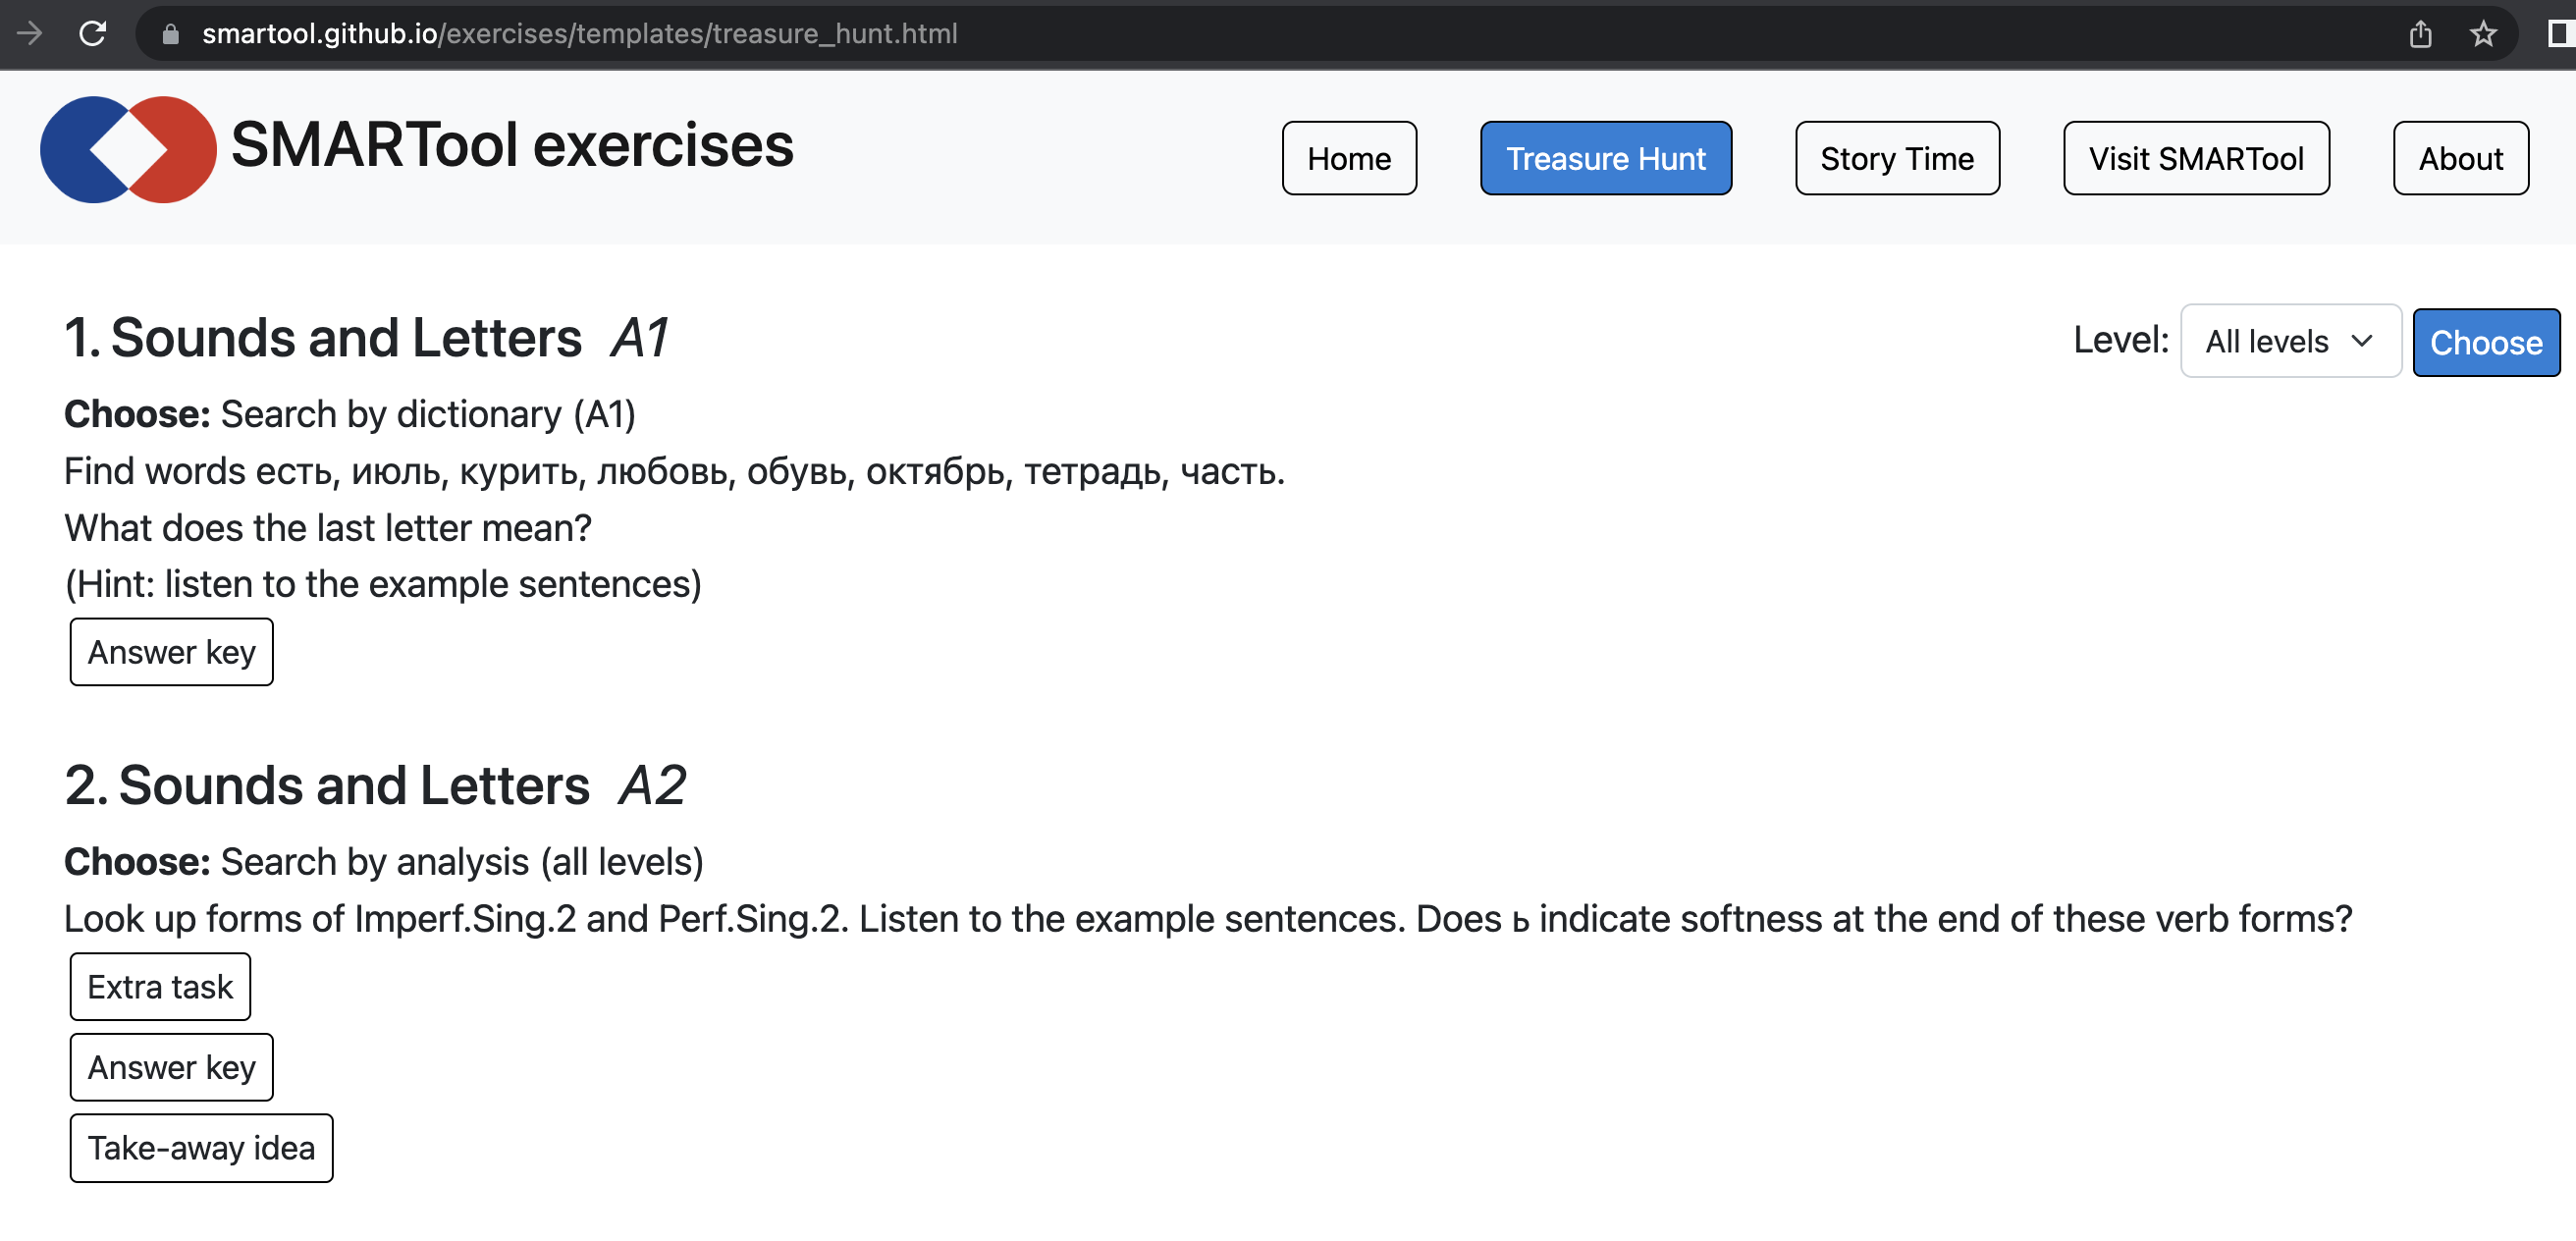 smartool.github.io/exercises/templates/treasure_hunt.html
SMARTool exercises
Home Treasure Hunt Story Time Visit SMARTool About
1. Sounds and Letters A1
Level: All levels Choose
Choose: Search by dictionary (A1)
Find words есть, июль, курить, любовь, обувь, октябрь, тетрадь, часть.
What does the last letter mean?
(Hint: listen to the example sentences)
Answer key
2. Sounds and Letters A2
Choose: Search by analysis (all levels)
Look up forms of Imperf.Sing.2 and Perf.Sing.2. Listen to the example sentences. Does ь indicate softness at the end of these verb forms?
Extra task
Answer key
Take-away idea